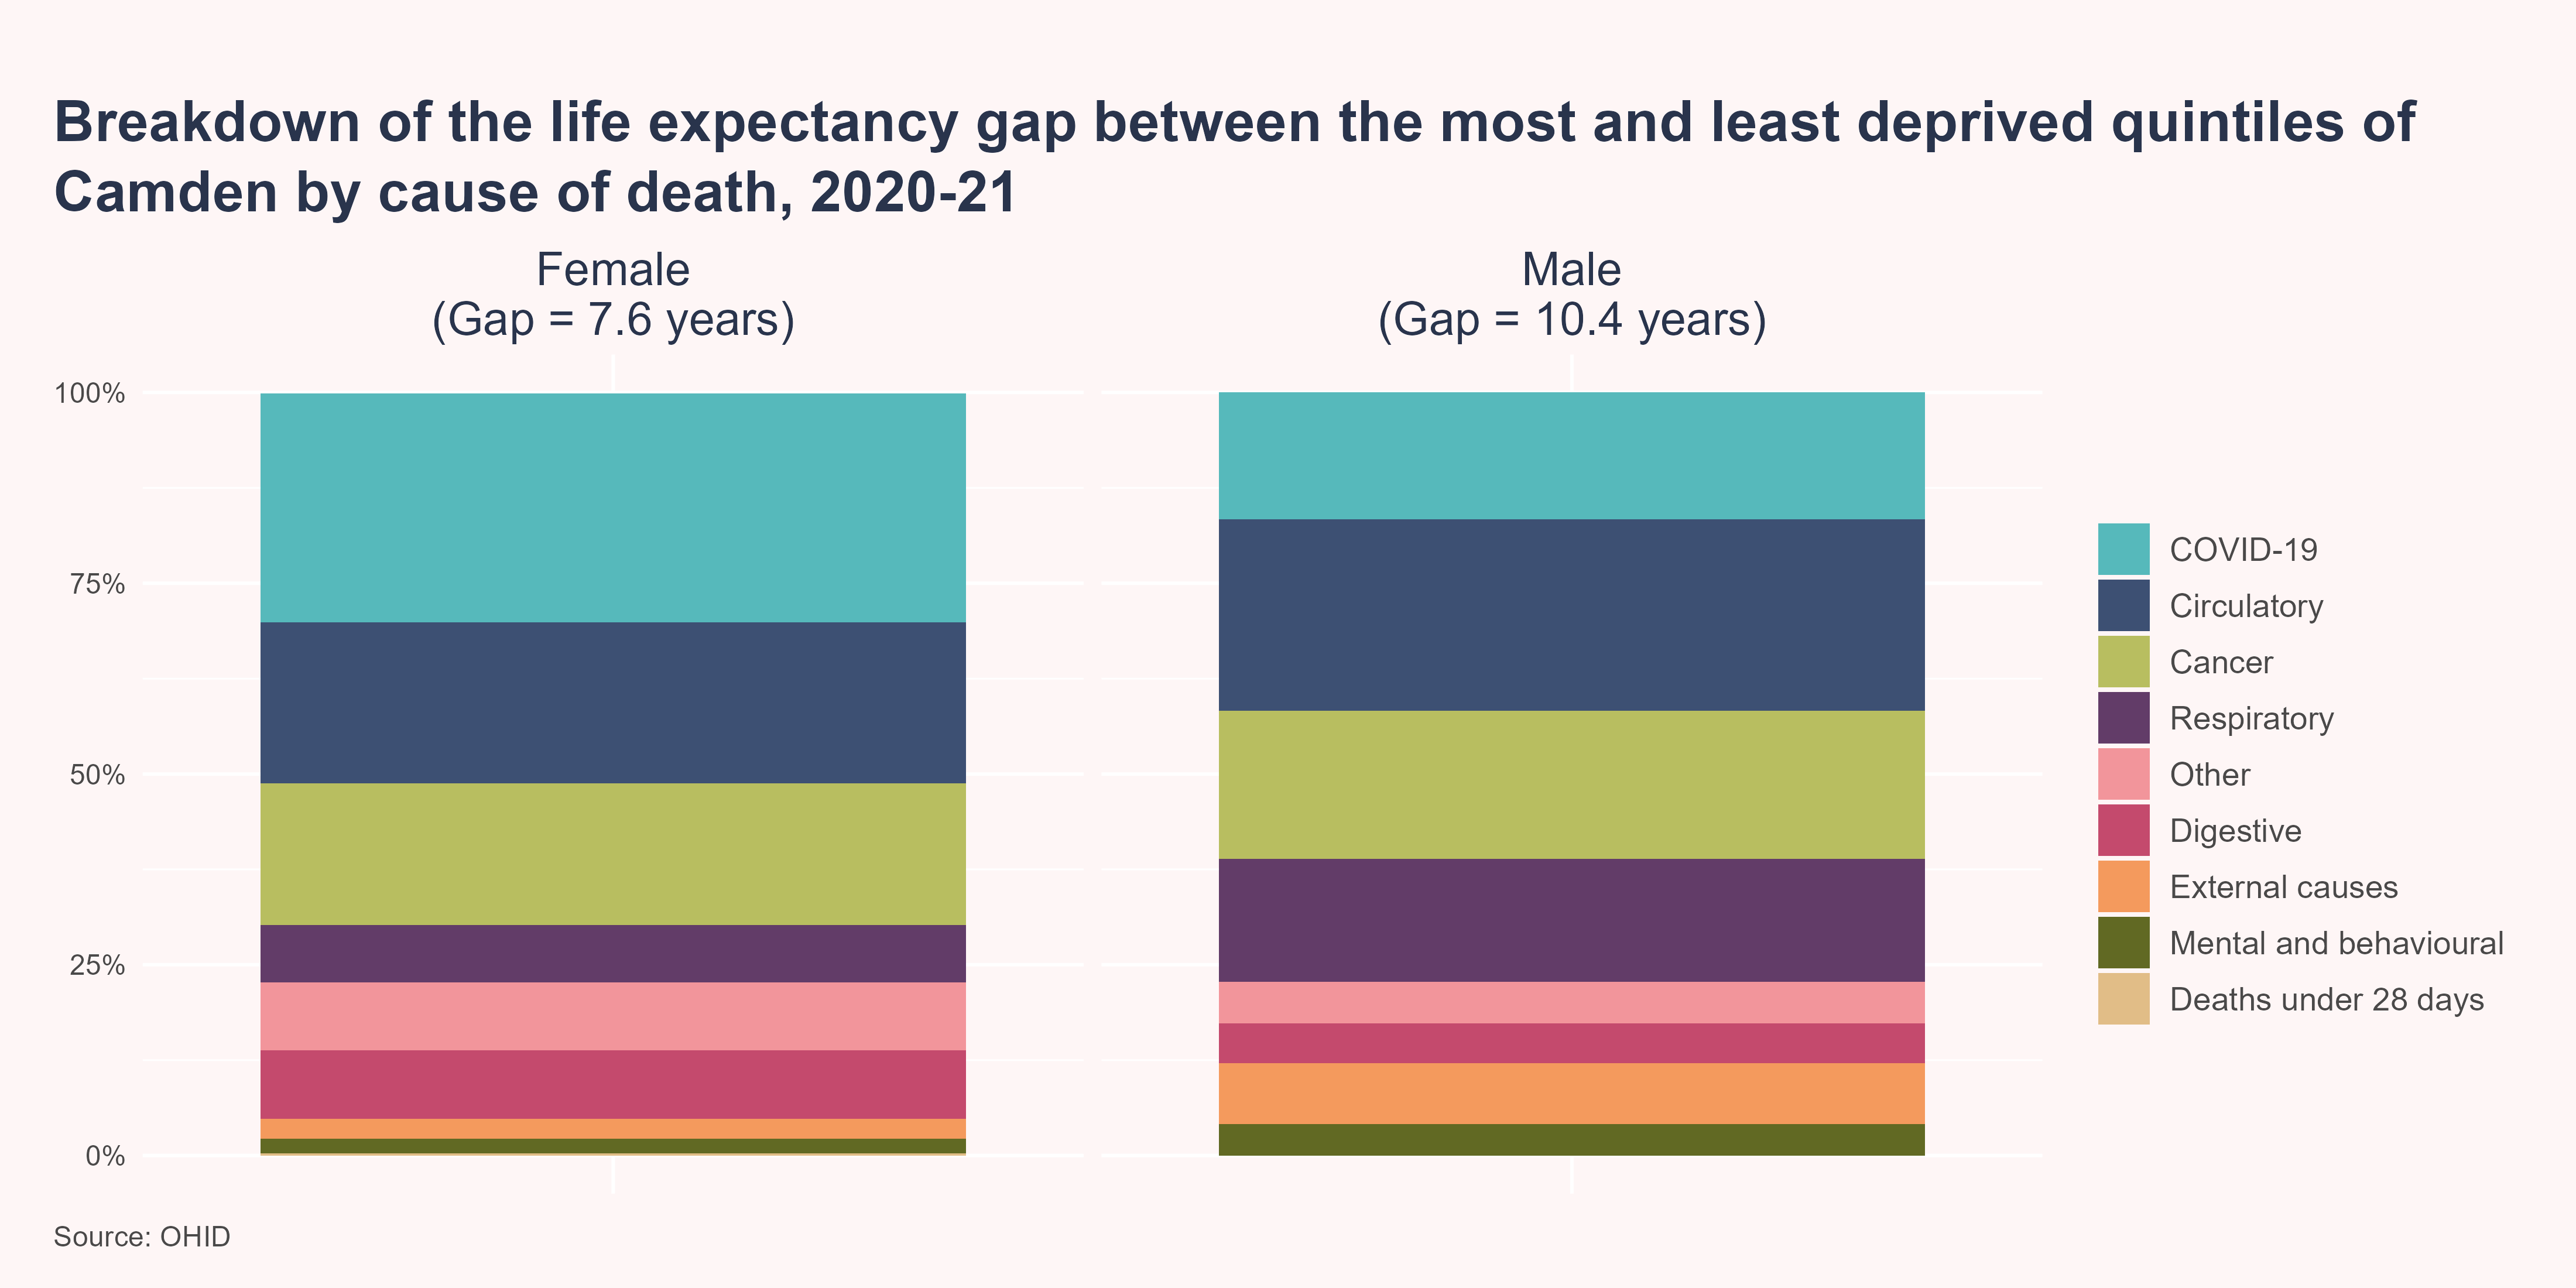 Breakdown of the life expectancy gap between the most and least deprived quintiles of
Camden by cause of death, 2020-21
Female
(Gap = 7.6 years)
Male
(Gap = 10.4 years)
100%
75%
50%
25%
0%
COVID-19
Circulatory
Cancer
Respiratory
Other
Digestive
External causes
Mental and behavioural
Deaths under 28 days
Source: OHID